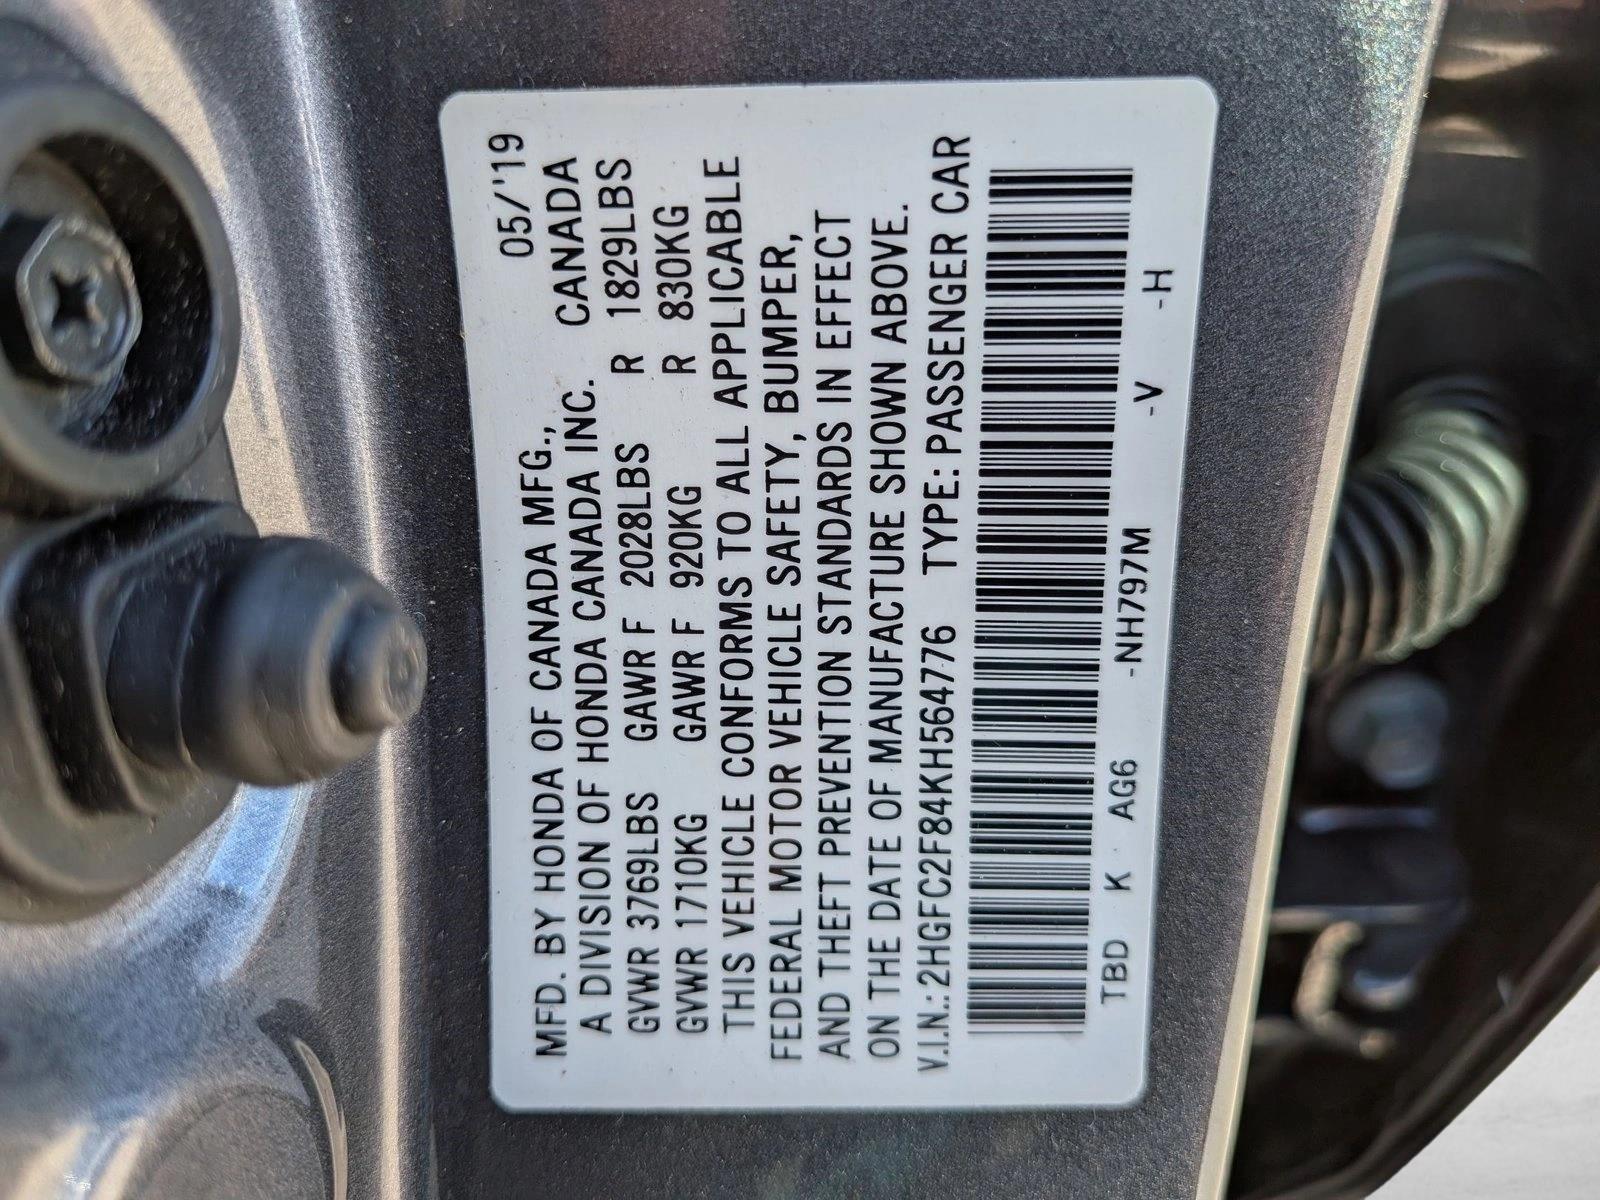 MFD. BY HONDA OF CANADA MFG., 05/'19
A DIVISION OF HONDA CANADA INC. CANADA
GVWR 3769LBS GAWR F 2028LBS R 1829LBS
GVWR 1710KG GAWR F 920KG R 830KG
THIS VEHICLE CONFORMS TO ALL APPLICABLE
FEDERAL MOTOR VEHICLE SAFETY, BUMPER,
AND THEFT PREVENTION STANDARDS IN EFFECT
ON THE DATE OF MANUFACTURE SHOWN ABOVE.
V.I.N.: 2HGFC2F84KH564776 TYPE: PASSENGER CAR
TBD K AG6 -NH797M -V -H